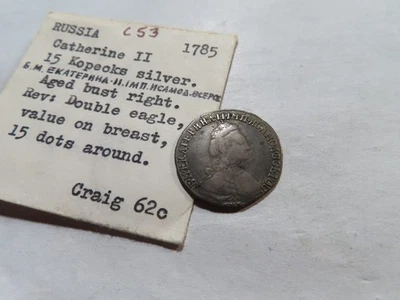 RUSSIA C53
Catherine II 1785
15 Kopecks silver.
Б.М. ЕКАТЕРИНА·II.IМП.ИСАМОД.ВСЕРОС
Aged bust right.
Rev: Double eagle,
value on breast,
15 dots around.
Craig 62c